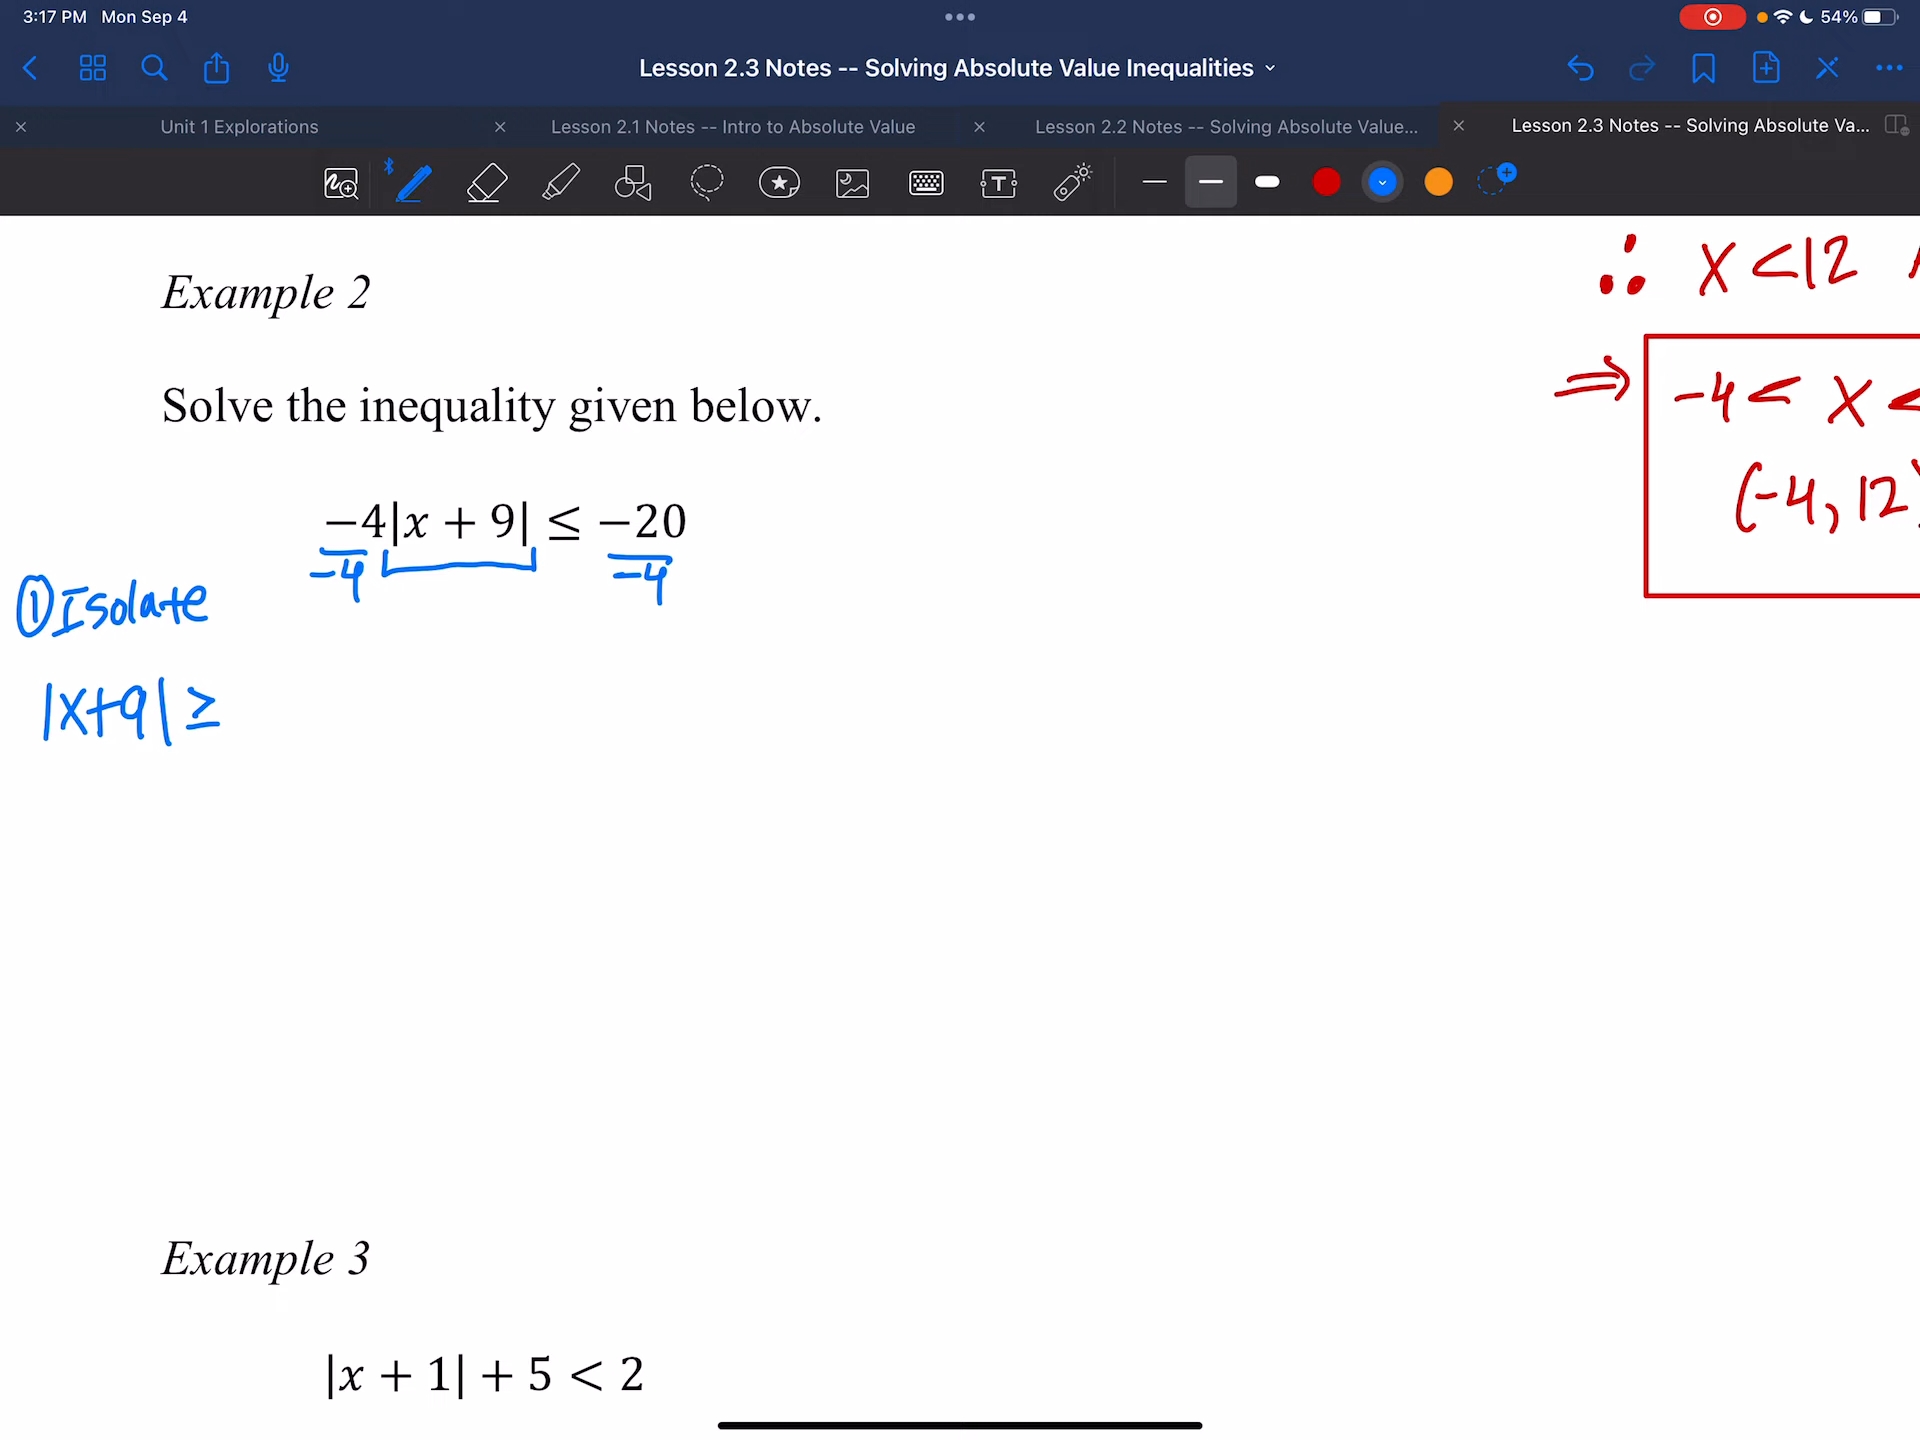 3:17 PM Mon Sep 4
54%
Lesson 2.3 Notes -- Solving Absolute Value Inequalities
Unit 1 Explorations
Lesson 2.1 Notes -- Intro to Absolute Value
Lesson 2.2 Notes -- Solving Absolute Value...
Lesson 2.3 Notes -- Solving Absolute Va...
T
∴ x < 12
⇒ -4 < x <
(-4, 12)
Example 2
Solve the inequality given below.
−4|x + 9| ≤ −20
-4 -4
① Isolate
|x+9| ≥
Example 3
|x + 1| + 5 < 2